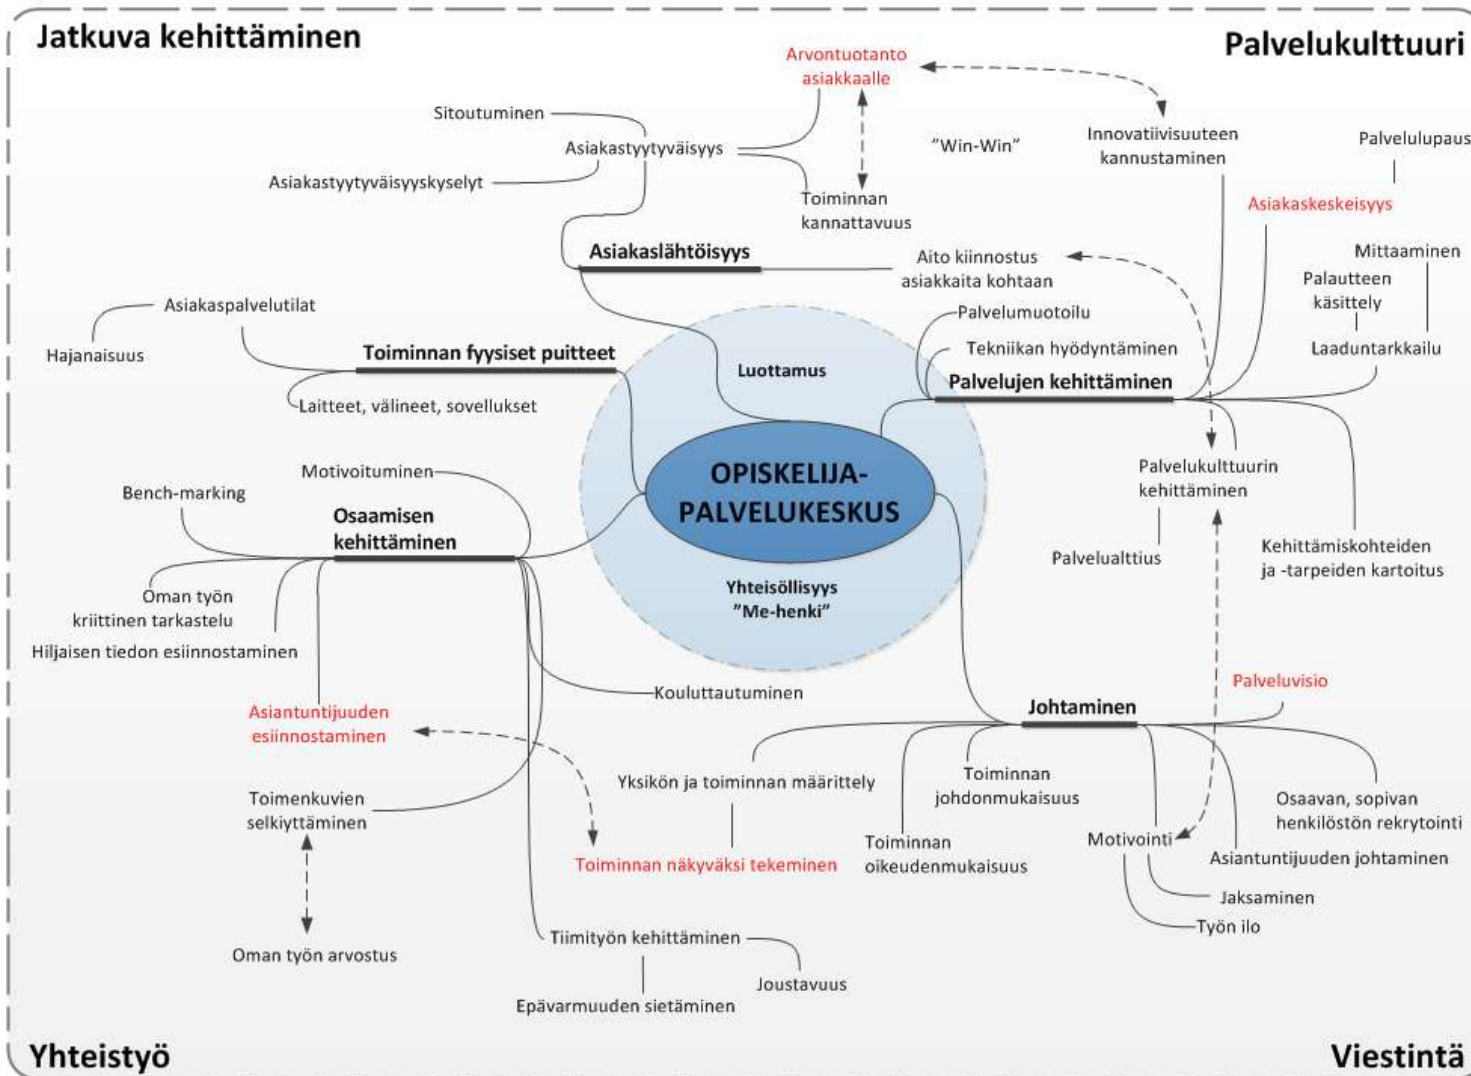 Jatkuva kehittäminen
Palvelukulttuuri
Arvontuotanto
asiakkaalle
Sitoutuminen
Asiakastyytyväisyys
"Win-Win"
Innovatiivisuuteen
kannustaminen
Palvelulupaus
Asiakastyytyväisyyskyselyt
Toiminnan
kannattavuus
Asiakaskeskeisyys
Asiakaslähtöisyys
Aito kiinnostus
asiakkaita kohtaan
Mittaaminen
Palautteen
käsittely
Asiakaspalvelutilat
Palvelumuotoilu
Hajanaisuus
Toiminnan fyysiset puitteet
Luottamus
Tekniikan hyödyntäminen
Laaduntarkkailu
Palvelujen kehittäminen
Laitteet, välineet, sovellukset
Motivoituminen
OPISKELIJA-
PALVELUKESKUS
Palvelukulttuurin
kehittäminen
Bench-marking
Osaamisen
kehittäminen
Palvelualttius
Kehittämiskohteiden
ja -tarpeiden kartoitus
Oman työn
kriittinen tarkastelu
Yhteisöllisyys
"Me-henki"
Hiljaisen tiedon esiinnostaminen
Kouluttautuminen
Palveluvisio
Asiantuntijuuden
esiinnostaminen
Johtaminen
Yksikön ja toiminnan määrittely
Toiminnan
johdonmukaisuus
Toimenkuvien
selkiyttäminen
Osaavan, sopivan
henkilöstön rekrytointi
Toiminnan näkyväksi tekeminen
Toiminnan
oikeudenmukaisuus
Motivointi
Asiantuntijuuden johtaminen
Jaksaminen
Työn ilo
Oman työn arvostus
Tiimityön kehittäminen
Joustavuus
Epävarmuuden sietäminen
Yhteistyö
Viestintä